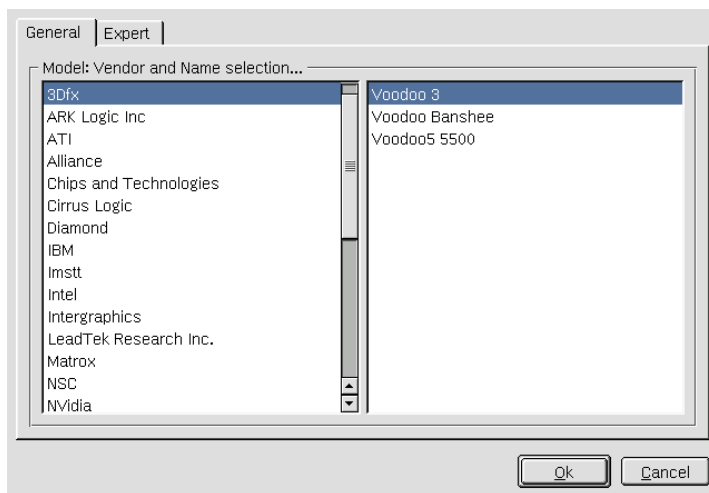 General
Expert
Model: Vendor and Name selection...
3Dfx
ARK Logic Inc
ATI
Alliance
Chips and Technologies
Cirrus Logic
Diamond
IBM
Imstt
Intel
Intergraphics
LeadTek Research Inc.
Matrox
NSC
NVidia
Voodoo 3
Voodoo Banshee
Voodoo5 5500
Ok
Cancel